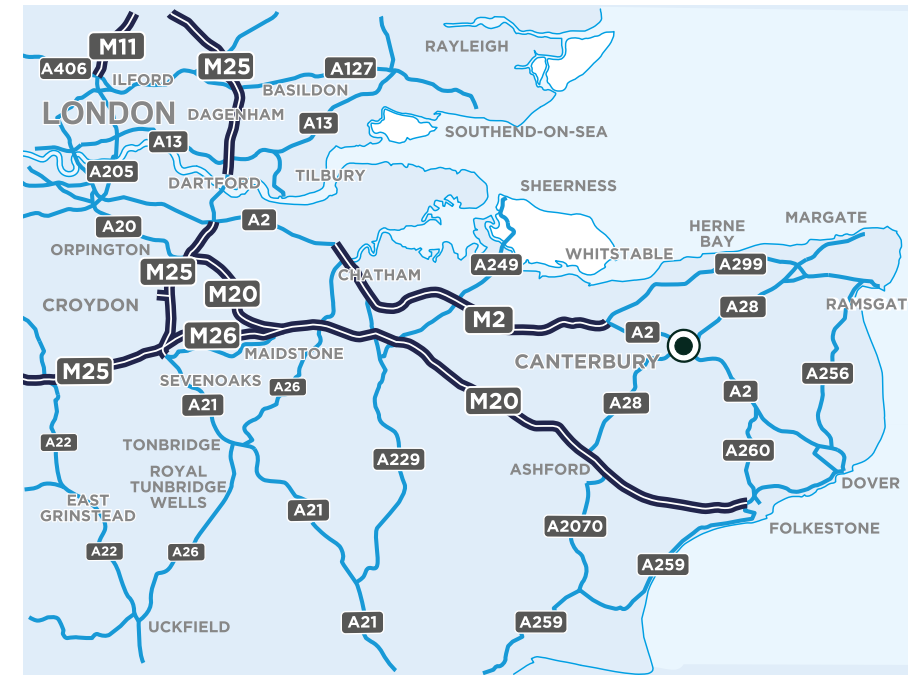 M11
RAYLEIGH
A406
ILFORD
M25
A127
BASILDON
LONDON
DAGENHAM
A13
SOUTHEND-ON-SEA
A13
A205
DARTFORD
TILBURY
SHEERNESS
A20
A2
MARGATE
HERNE
BAY
ORPINGTON
WHITSTABLE
A249
A299
M25
CHATHAM
M20
CROYDON
RAMSGAT
A28
M2
M26
A2
MAIDSTONE
CANTERBURY
M25
SEVENOAKS
A26
A256
A2
M20
A21
A28
A22
TONBRIDGE
A260
A229
ROYAL
TUNBRIDGE
WELLS
ASHFORD
DOVER
EAST
GRINSTEAD
A21
A2070
FOLKESTONE
A22
A26
A259
UCKFIELD
A21
A259